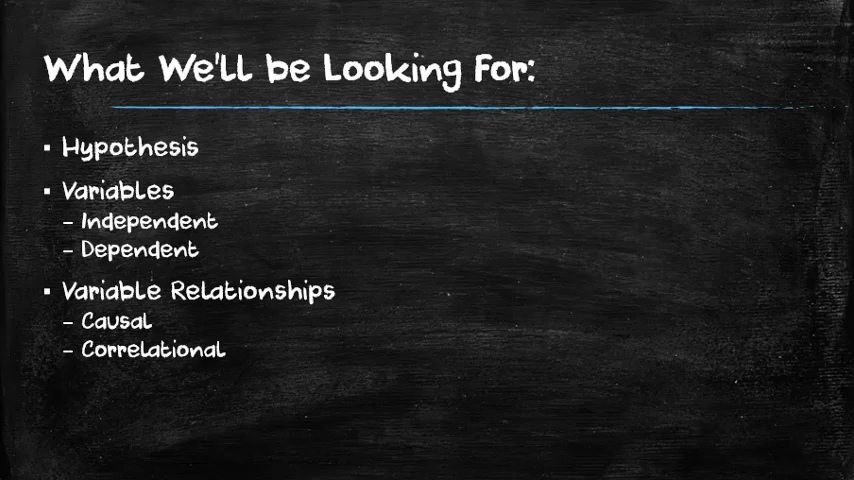 What We'll be Looking For:
▪ Hypothesis
▪ Variables
– Independent
– Dependent
▪ Variable Relationships
– Causal
– Correlational